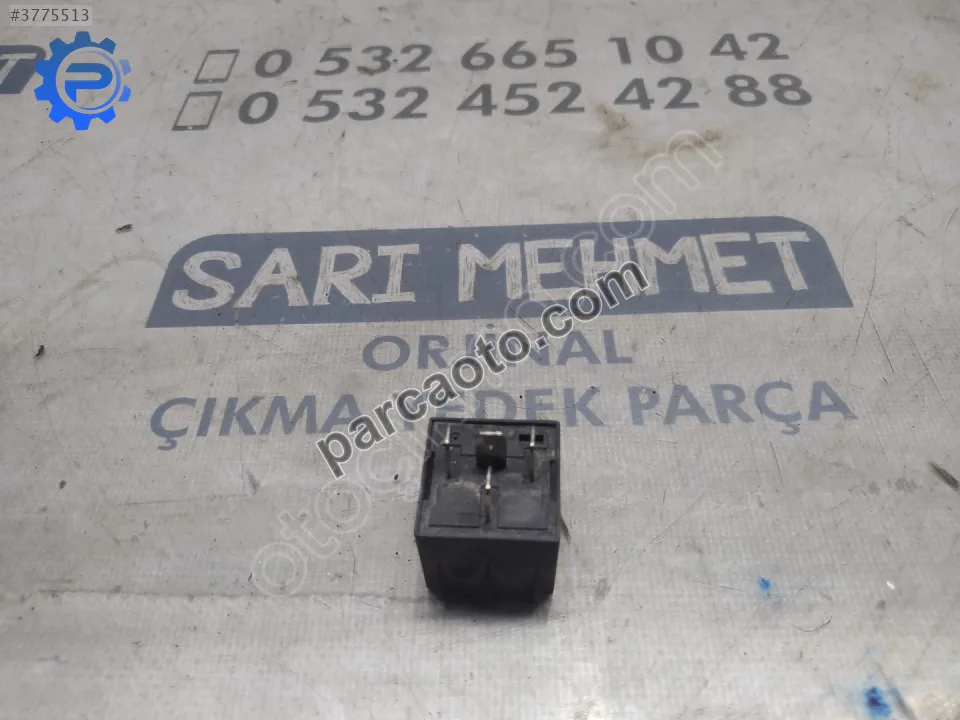 #3775513
0 532 665 10 42
0 532 452 42 88
SARI MEHMET
ORİJİNAL
ÇIKMA YEDEK PARÇA
parcaoto.com